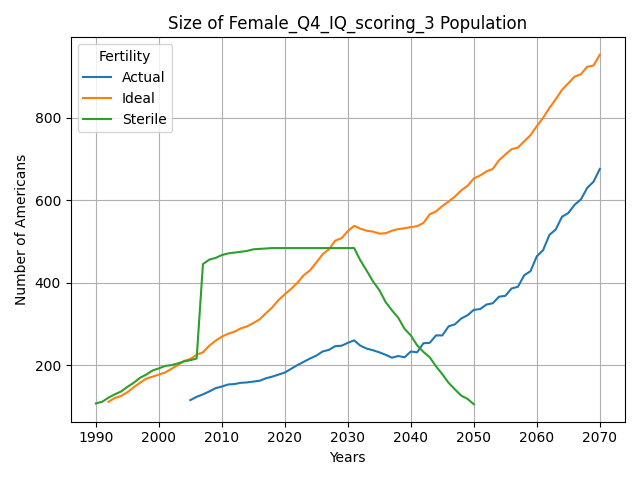 Size of Female_Q4_IQ_scoring_3 Population
Fertility
Actual
Ideal
Sterile
Number of Americans
800
600
400
200
1990 2000 2010 2020 2030 2040 2050 2060 2070
Years